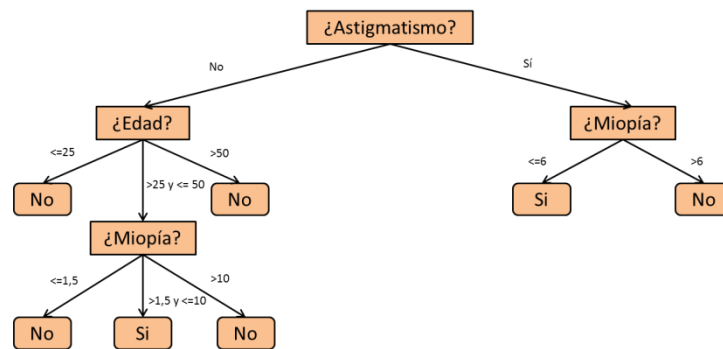 ¿Astigmatismo?
No
Sí
¿Edad?
¿Miopía?
<=25
>50
<=6
>6
>25 y <= 50
No
No
Si
No
¿Miopía?
<=1,5
>10
>1,5 y <=10
No
Si
No